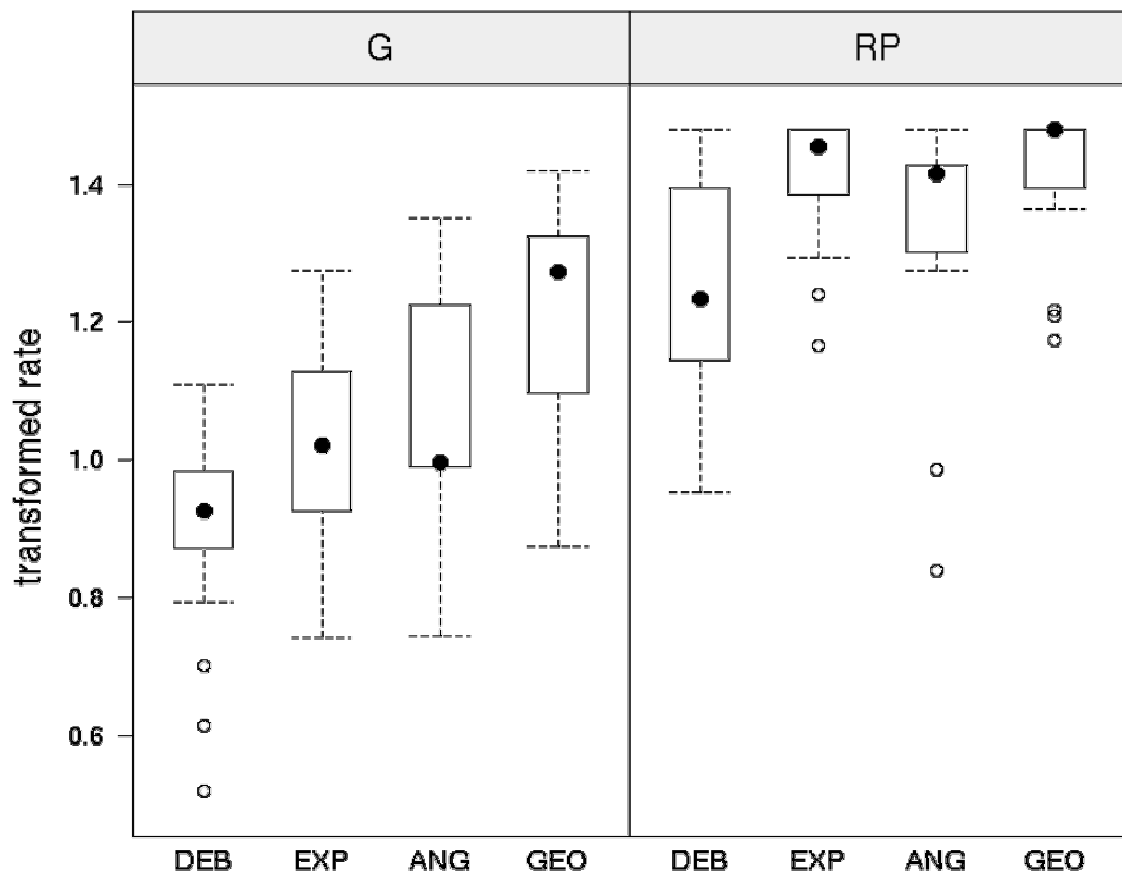 G RP
transformed rate
1.4
1.2
1.0
0.8
0.6
DEB EXP ANG GEO DEB EXP ANG GEO